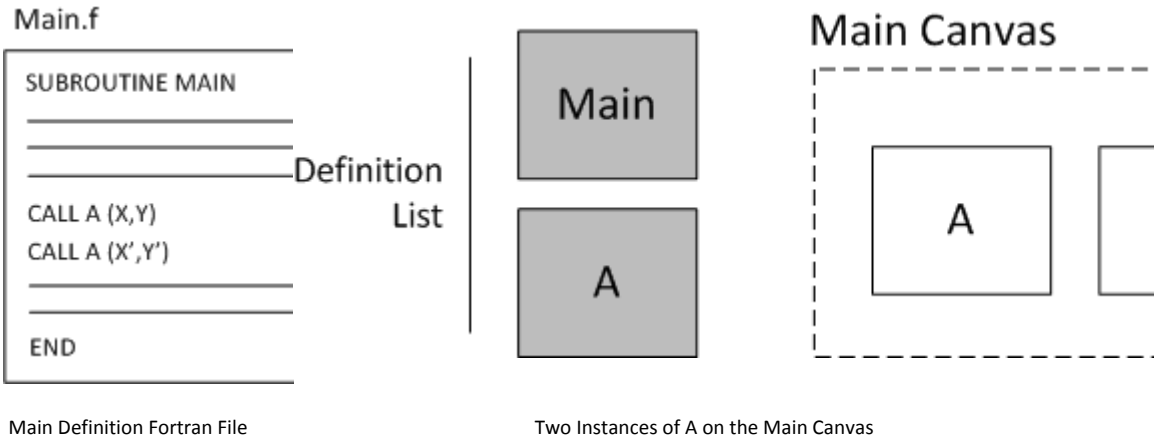 Main.f
SUBROUTINE MAIN
CALL A (X,Y)
CALL A (X’,Y’)
END
Definition
List
Main
A
Main Canvas
A
Main Definition Fortran File
Two Instances of A on the Main Canvas